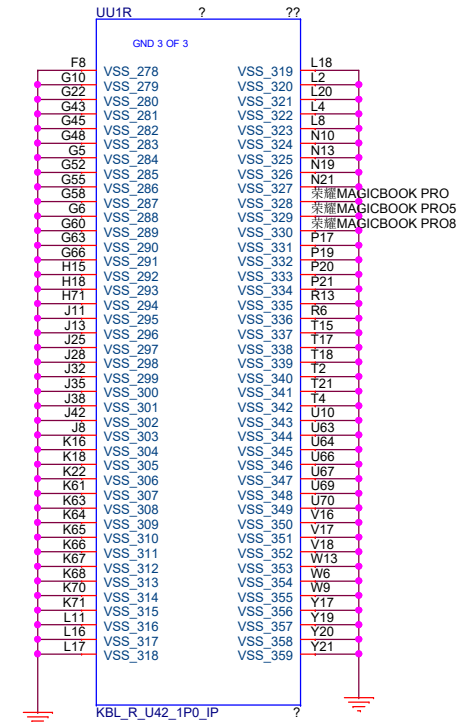 UU1R ? ??
GND 3 OF 3
F8 VSS_278 VSS_319 L18
G10 VSS_279 VSS_320 L2
G22 VSS_280 VSS_321 L20
G43 VSS_281 VSS_322 L4
G45 VSS_282 VSS_323 L8
G48 VSS_283 VSS_324 N10
G5 VSS_284 VSS_325 N13
G52 VSS_285 VSS_326 N19
G55 VSS_286 VSS_327 N21
G58 VSS_287 VSS_328 荣耀MAGICBOOK PRO
G6 VSS_288 VSS_329 荣耀MAGICBOOK PRO5
G60 VSS_289 VSS_330 荣耀MAGICBOOK PRO8
G63 VSS_290 VSS_331 P17
G66 VSS_291 VSS_332 P19
H15 VSS_292 VSS_333 P20
H18 VSS_293 VSS_334 P21
H71 VSS_294 VSS_335 R13
J11 VSS_295 VSS_336 R6
J13 VSS_296 VSS_337 T15
J25 VSS_297 VSS_338 T17
J28 VSS_298 VSS_339 T18
J32 VSS_299 VSS_340 T2
J35 VSS_300 VSS_341 T21
J38 VSS_301 VSS_342 T4
J42 VSS_302 VSS_343 U10
J8 VSS_303 VSS_344 U63
K16 VSS_304 VSS_345 U64
K18 VSS_305 VSS_346 U66
K22 VSS_306 VSS_347 U67
K61 VSS_307 VSS_348 U69
K63 VSS_308 VSS_349 U70
K64 VSS_309 VSS_350 V16
K65 VSS_310 VSS_351 V17
K66 VSS_311 VSS_352 V18
K67 VSS_312 VSS_353 W13
K68 VSS_313 VSS_354 W6
K70 VSS_314 VSS_355 W9
K71 VSS_315 VSS_356 Y17
L11 VSS_316 VSS_357 Y19
L16 VSS_317 VSS_358 Y20
L17 VSS_318 VSS_359 Y21
KBL_R_U42_1P0_IP ?